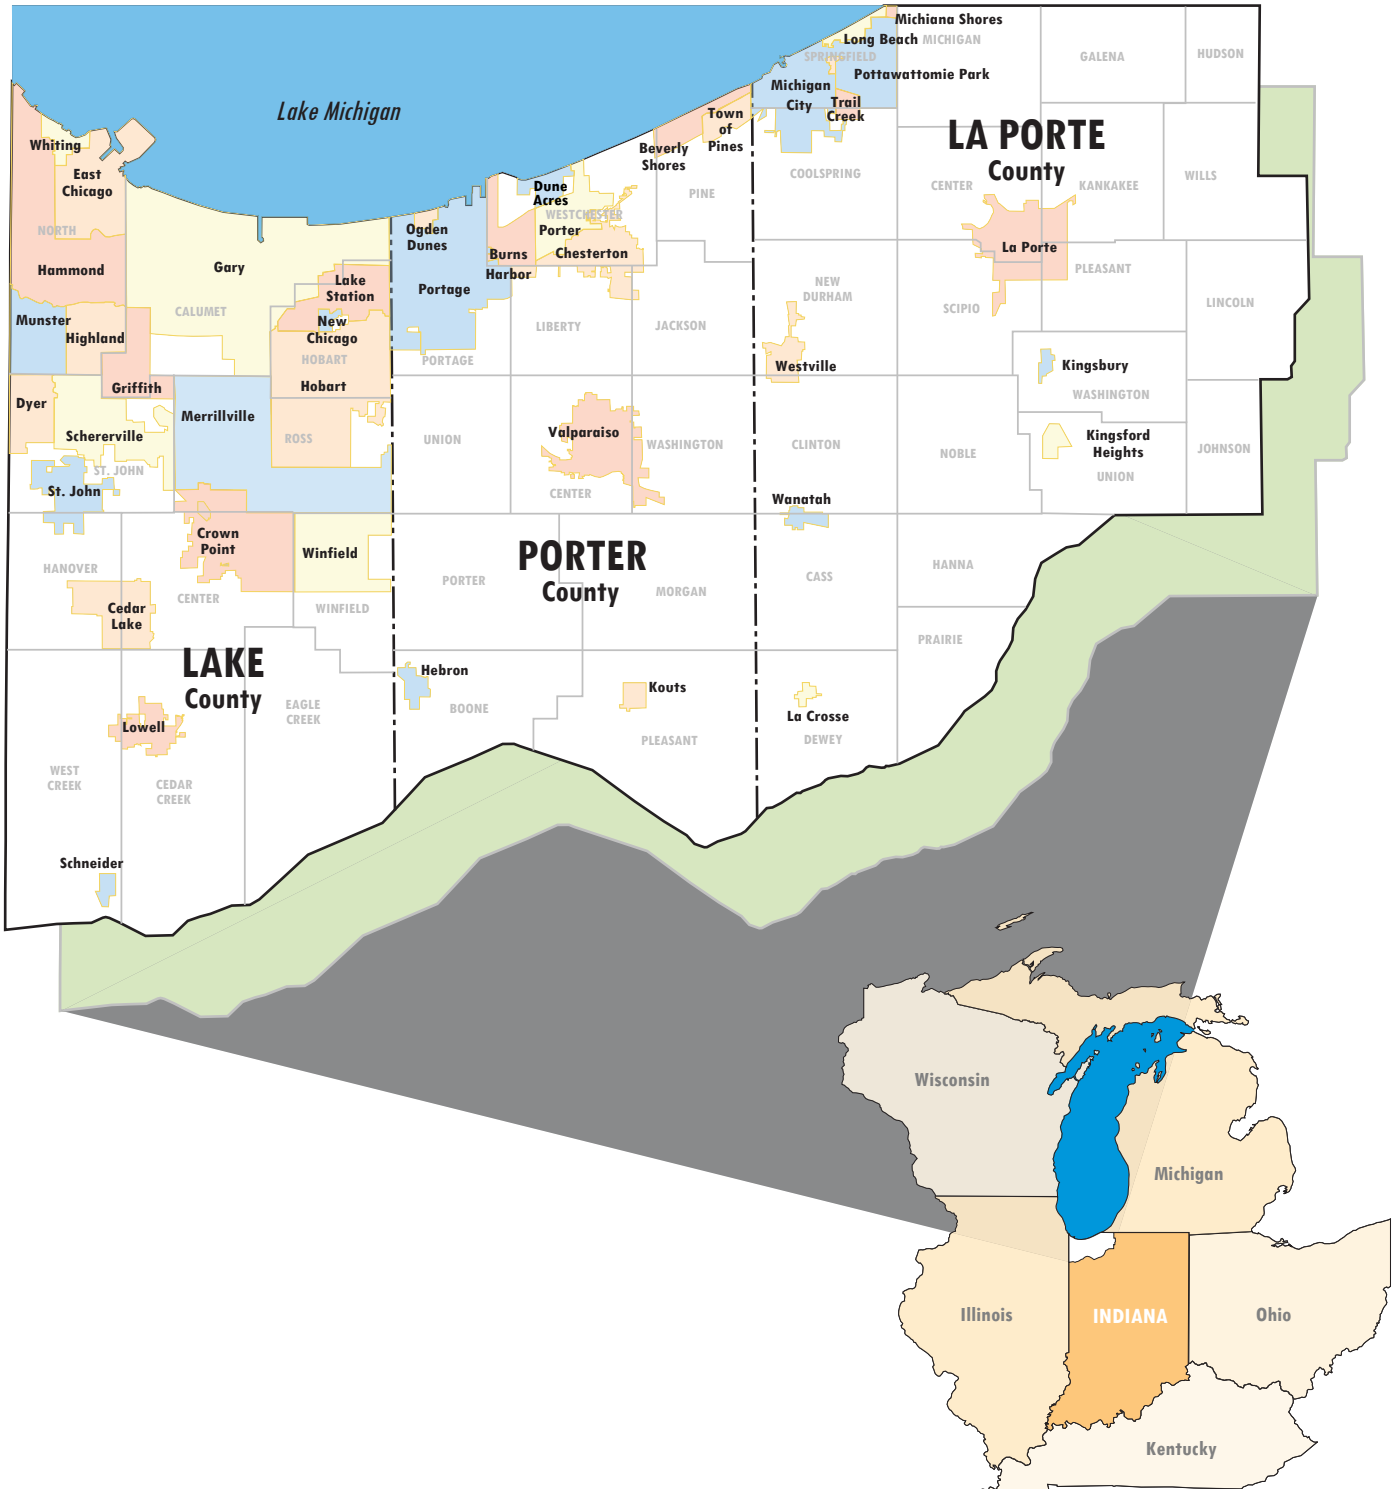 Michiana Shores
Long Beach
MICHIGAN
SPRINGFIELD
GALENA
HUDSON
Pottawattomie Park
Michigan
City
Trail
Creek
Lake Michigan
Town
of
Pines
Beverly
Shores
LA PORTE
County
Whiting
East
Chicago
NORTH
Hammond
Gary
CALUMET
Lake
Station
New
Chicago
HOBART
Hobart
Munster
Highland
Griffith
Dyer
Schererville
Merrillville
ROSS
ST. JOHN
St. John
Ogden
Dunes
Portage
PORTAGE
Burns
Harbor
Dune
Acres
WESTCHESTER
Porter
Chesterton
PINE
LIBERTY
JACKSON
COOLSPRING
CENTER
KANKAKEE
WILLS
La Porte
PLEASANT
NEW
DURHAM
SCIPIO
LINCOLN
Westville
Kingsbury
WASHINGTON
Kingsford
Heights
UNION
JOHNSON
NOBLE
CLINTON
Wanatah
UNION
Valparaiso
WASHINGTON
CENTER
Crown
Point
Winfield
HANOVER
CENTER
WINFIELD
Cedar
Lake
PORTER
County
PORTER
MORGAN
CASS
HANNA
PRAIRIE
LAKE
County
EAGLE
CREEK
Hebron
BOONE
Kouts
PLEASANT
La Crosse
DEWEY
Lowell
WEST
CREEK
CEDAR
CREEK
Schneider
Wisconsin
Michigan
Illinois
INDIANA
Ohio
Kentucky